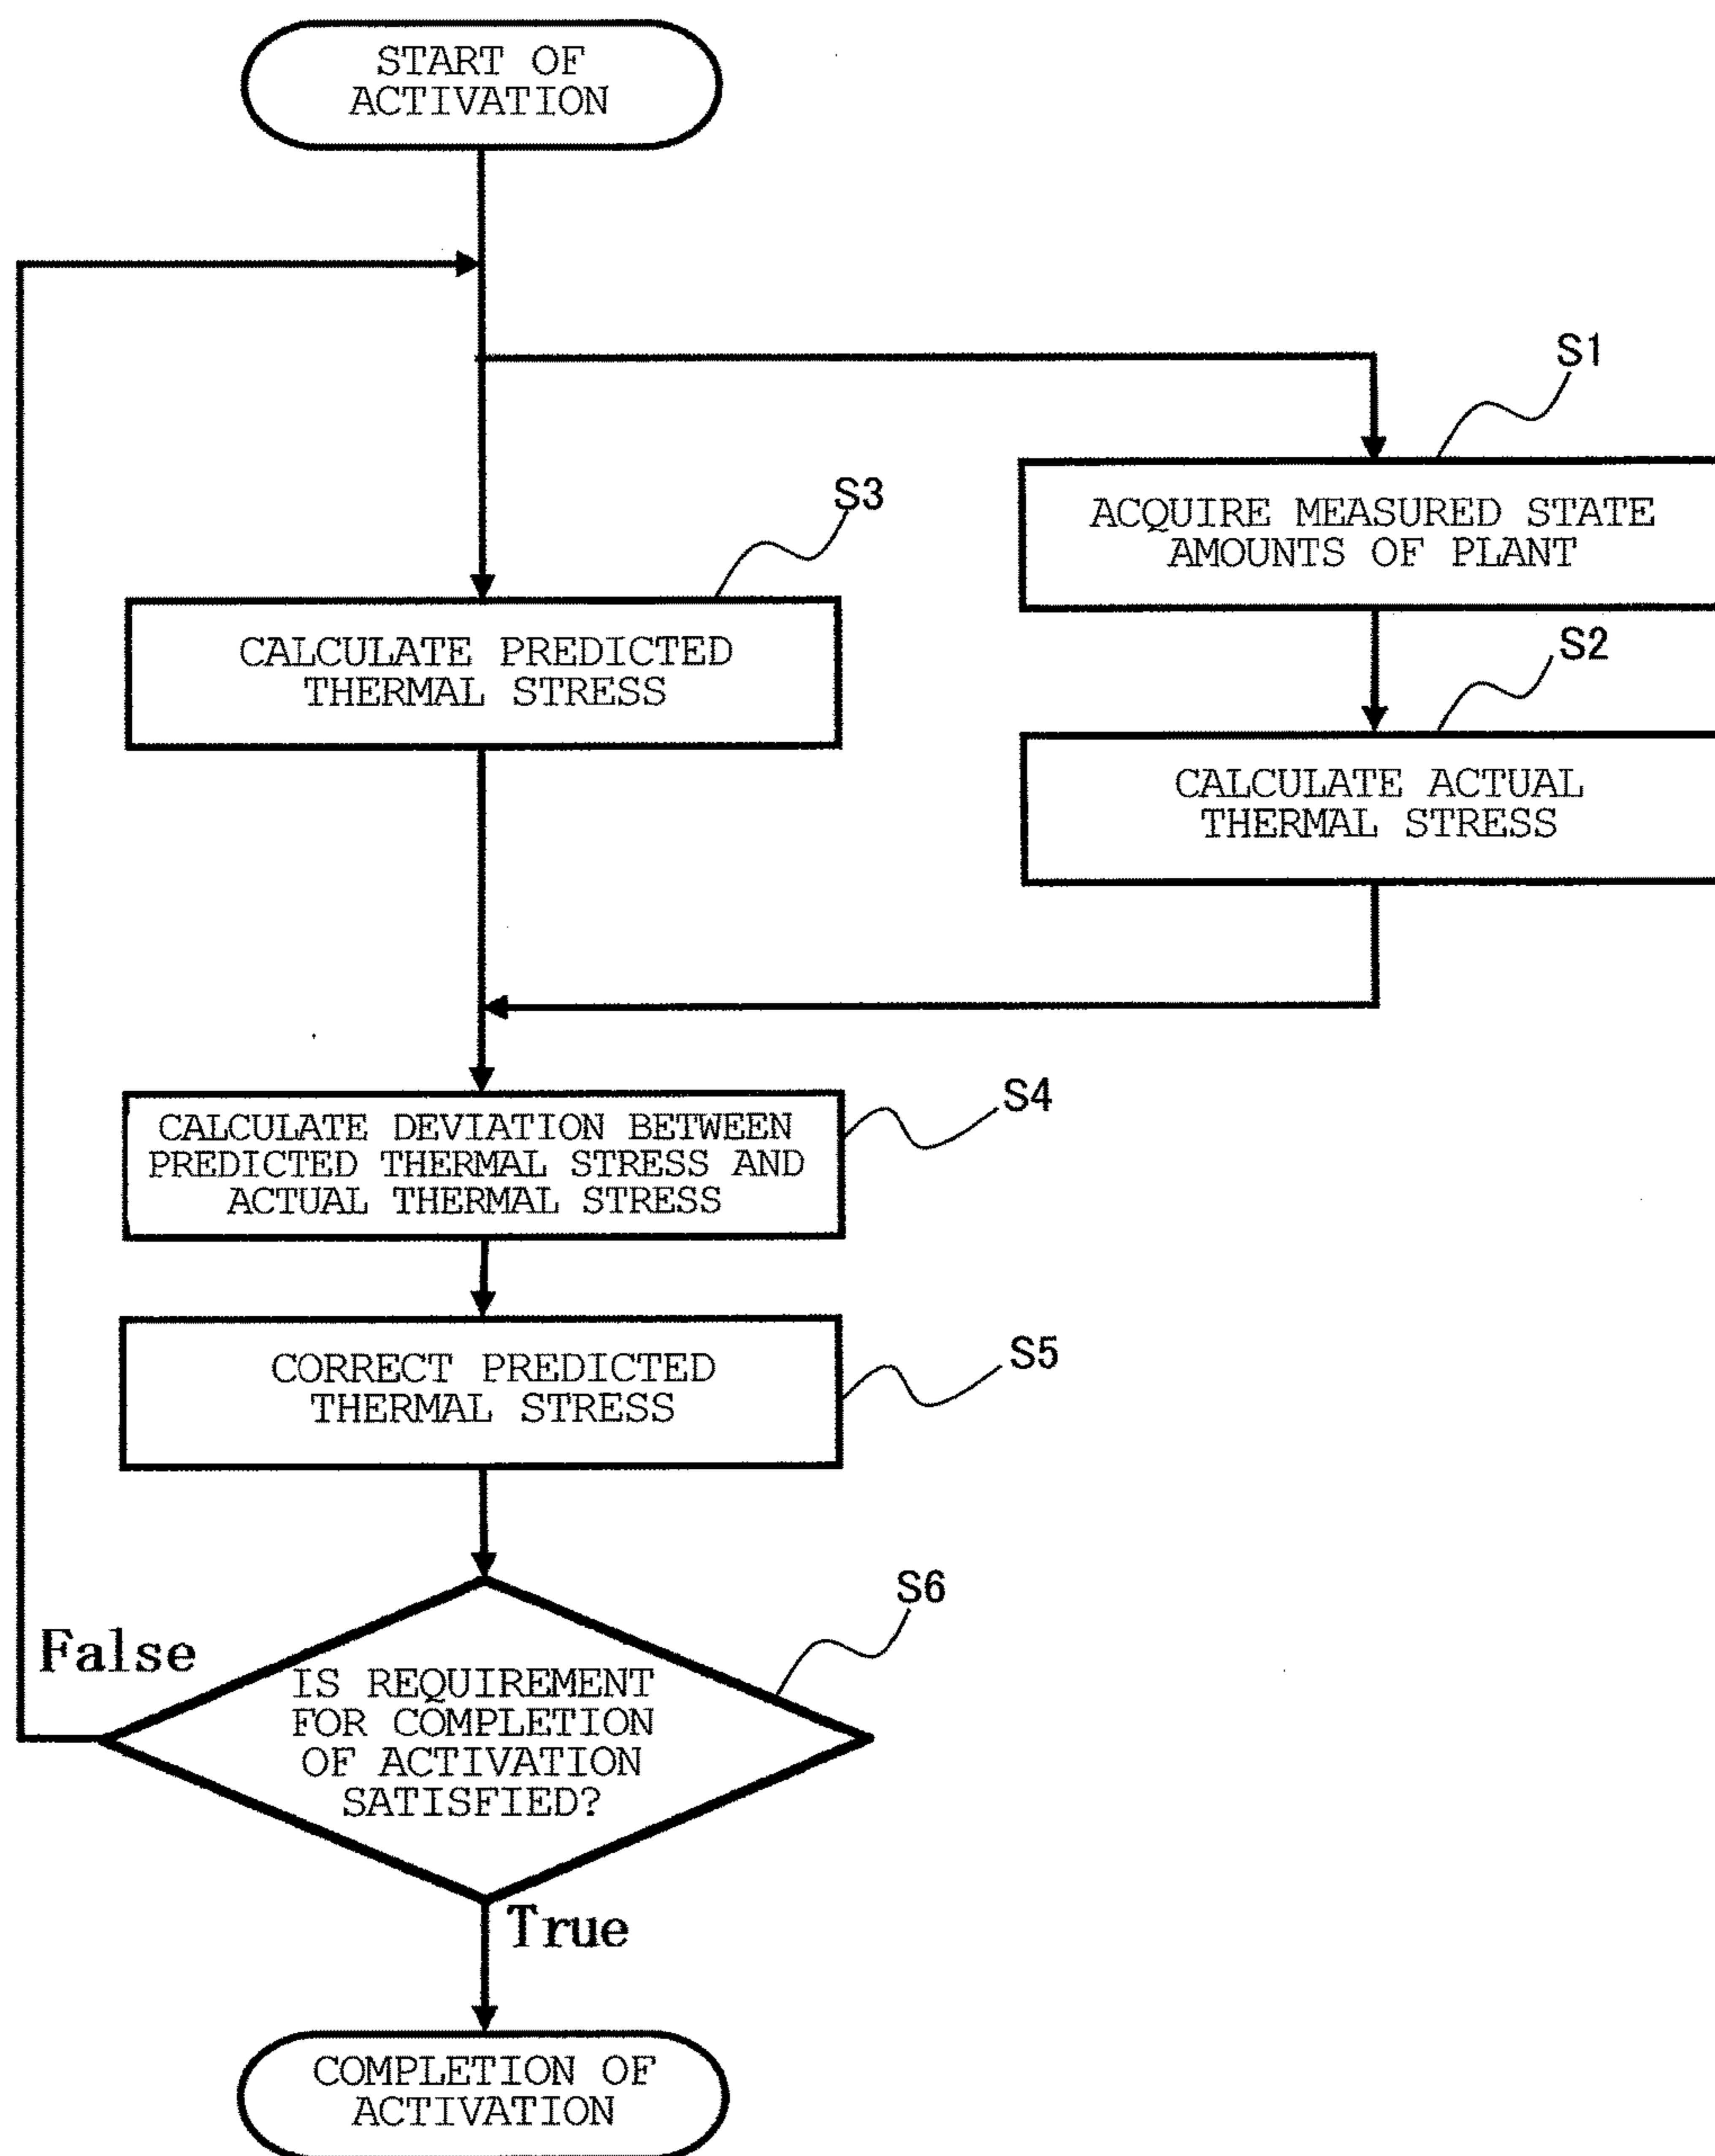 START OF
ACTIVATION
S1
ACQUIRE MEASURED STATE
AMOUNTS OF PLANT
S3
CALCULATE PREDICTED
THERMAL STRESS
S2
CALCULATE ACTUAL
THERMAL STRESS
S4
CALCULATE DEVIATION BETWEEN
PREDICTED THERMAL STRESS AND
ACTUAL THERMAL STRESS
S5
CORRECT PREDICTED
THERMAL STRESS
S6
False
IS REQUIREMENT
FOR COMPLETION
OF ACTIVATION
SATISFIED?
True
COMPLETION OF
ACTIVATION